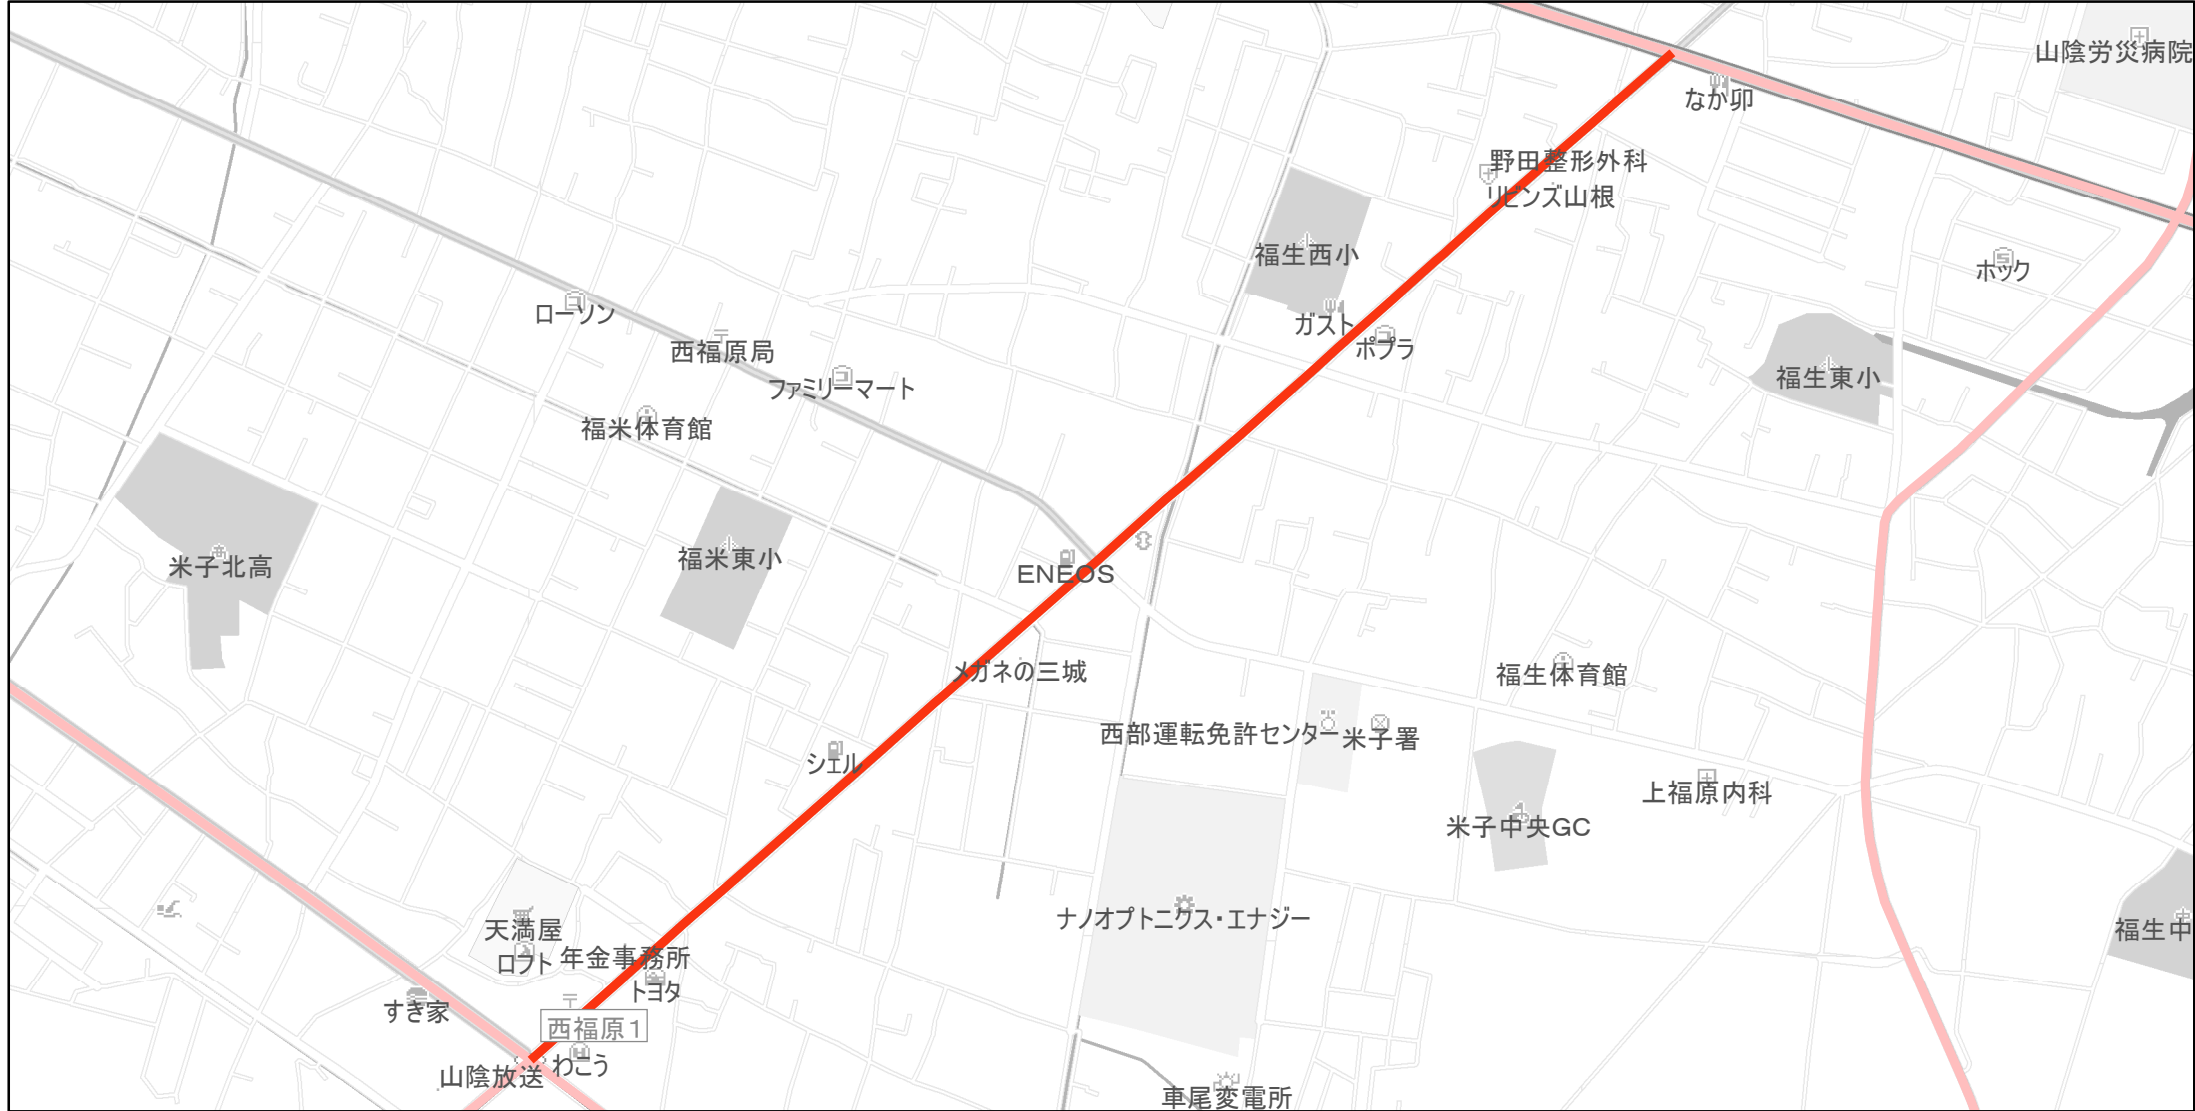 山陰労災病院
なか卯
野田整形外科
リビンズ山根
福生西小
ホック
ローソン
ガスト
西福原局
ポプラ
福生東小
ファミリーマート
福米体育館
米子北高
福米東小
ENEOS
メガネの三城
福生体育館
西部運転免許センター
米子署
シェル
上福原内科
米子中央GC
ナノオプトニクス・エナジー
天満屋
福生中
ロフト
年金事務所
トヨタ
すき家
西福原1
わこう
山陰放送
車尾変電所